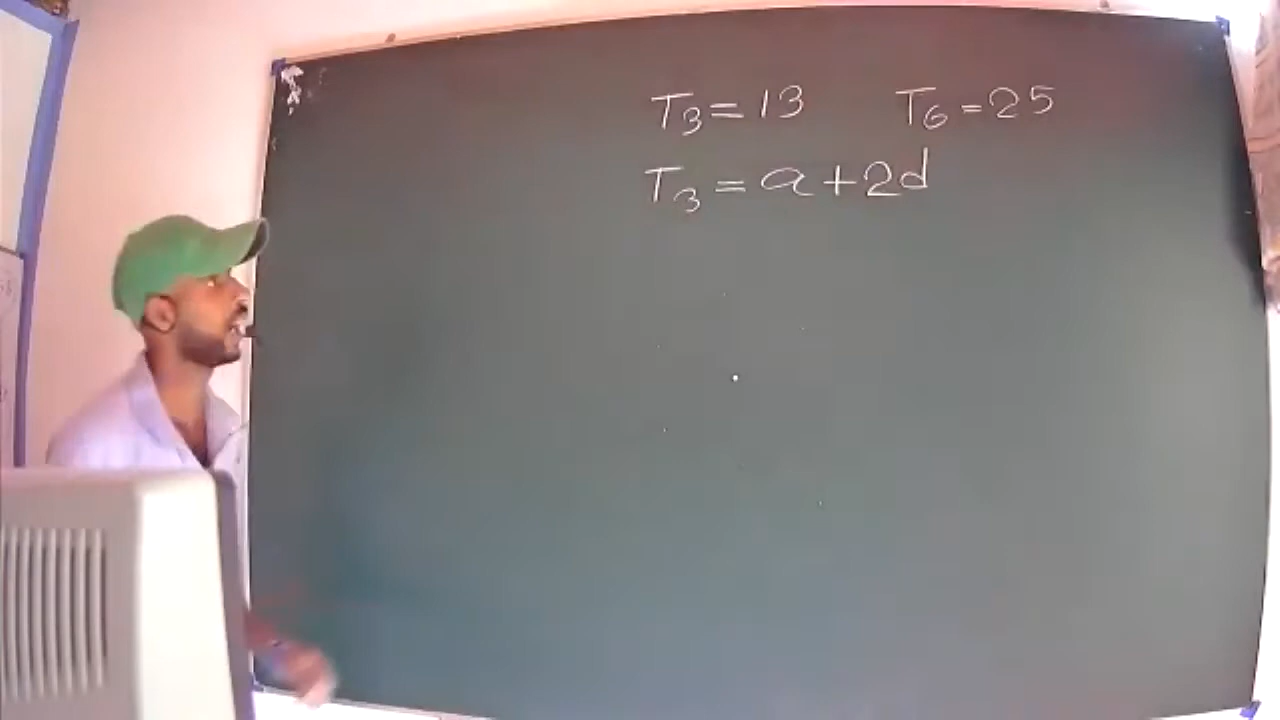 T₃ = 13 T₆ = 25
T₃ = a + 2d